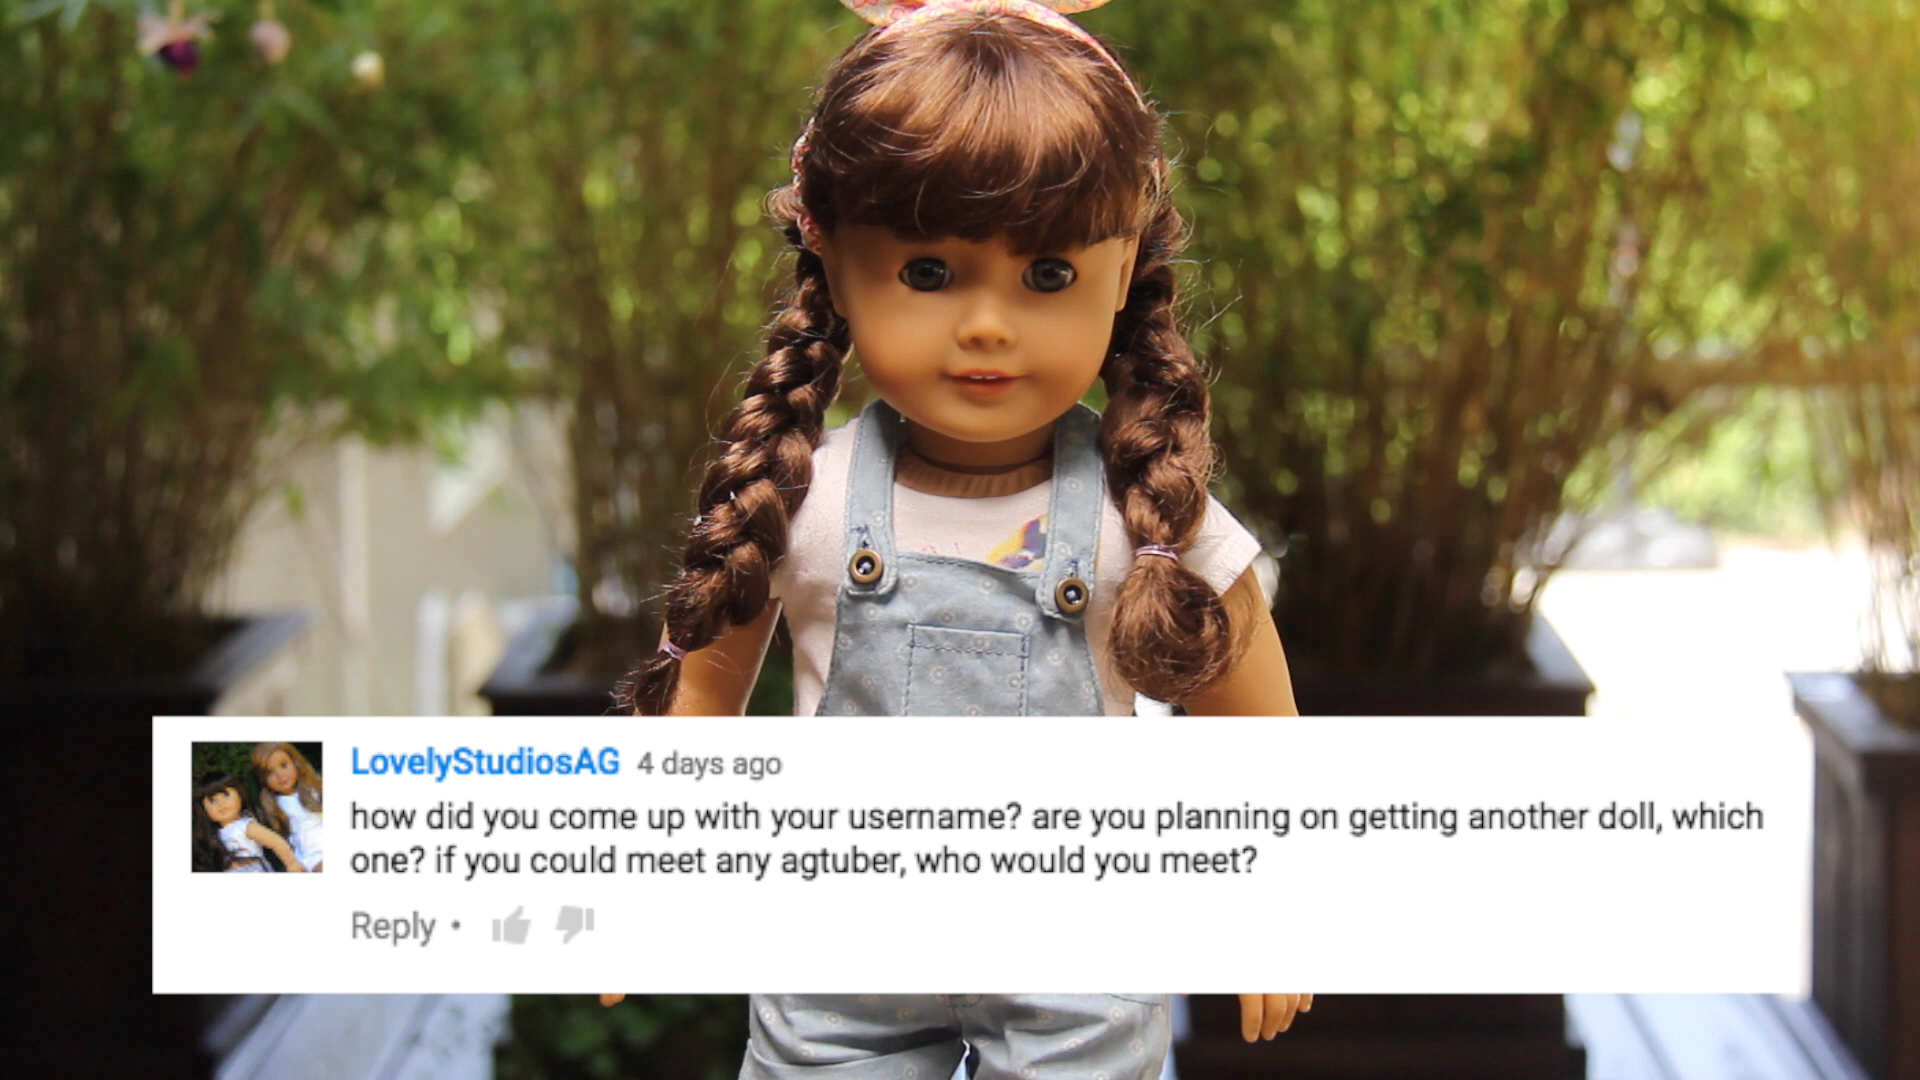 LovelyStudiosAG 4 days ago
how did you come up with your username? are you planning on getting another doll, which
one? if you could meet any agtuber, who would you meet?
Reply •